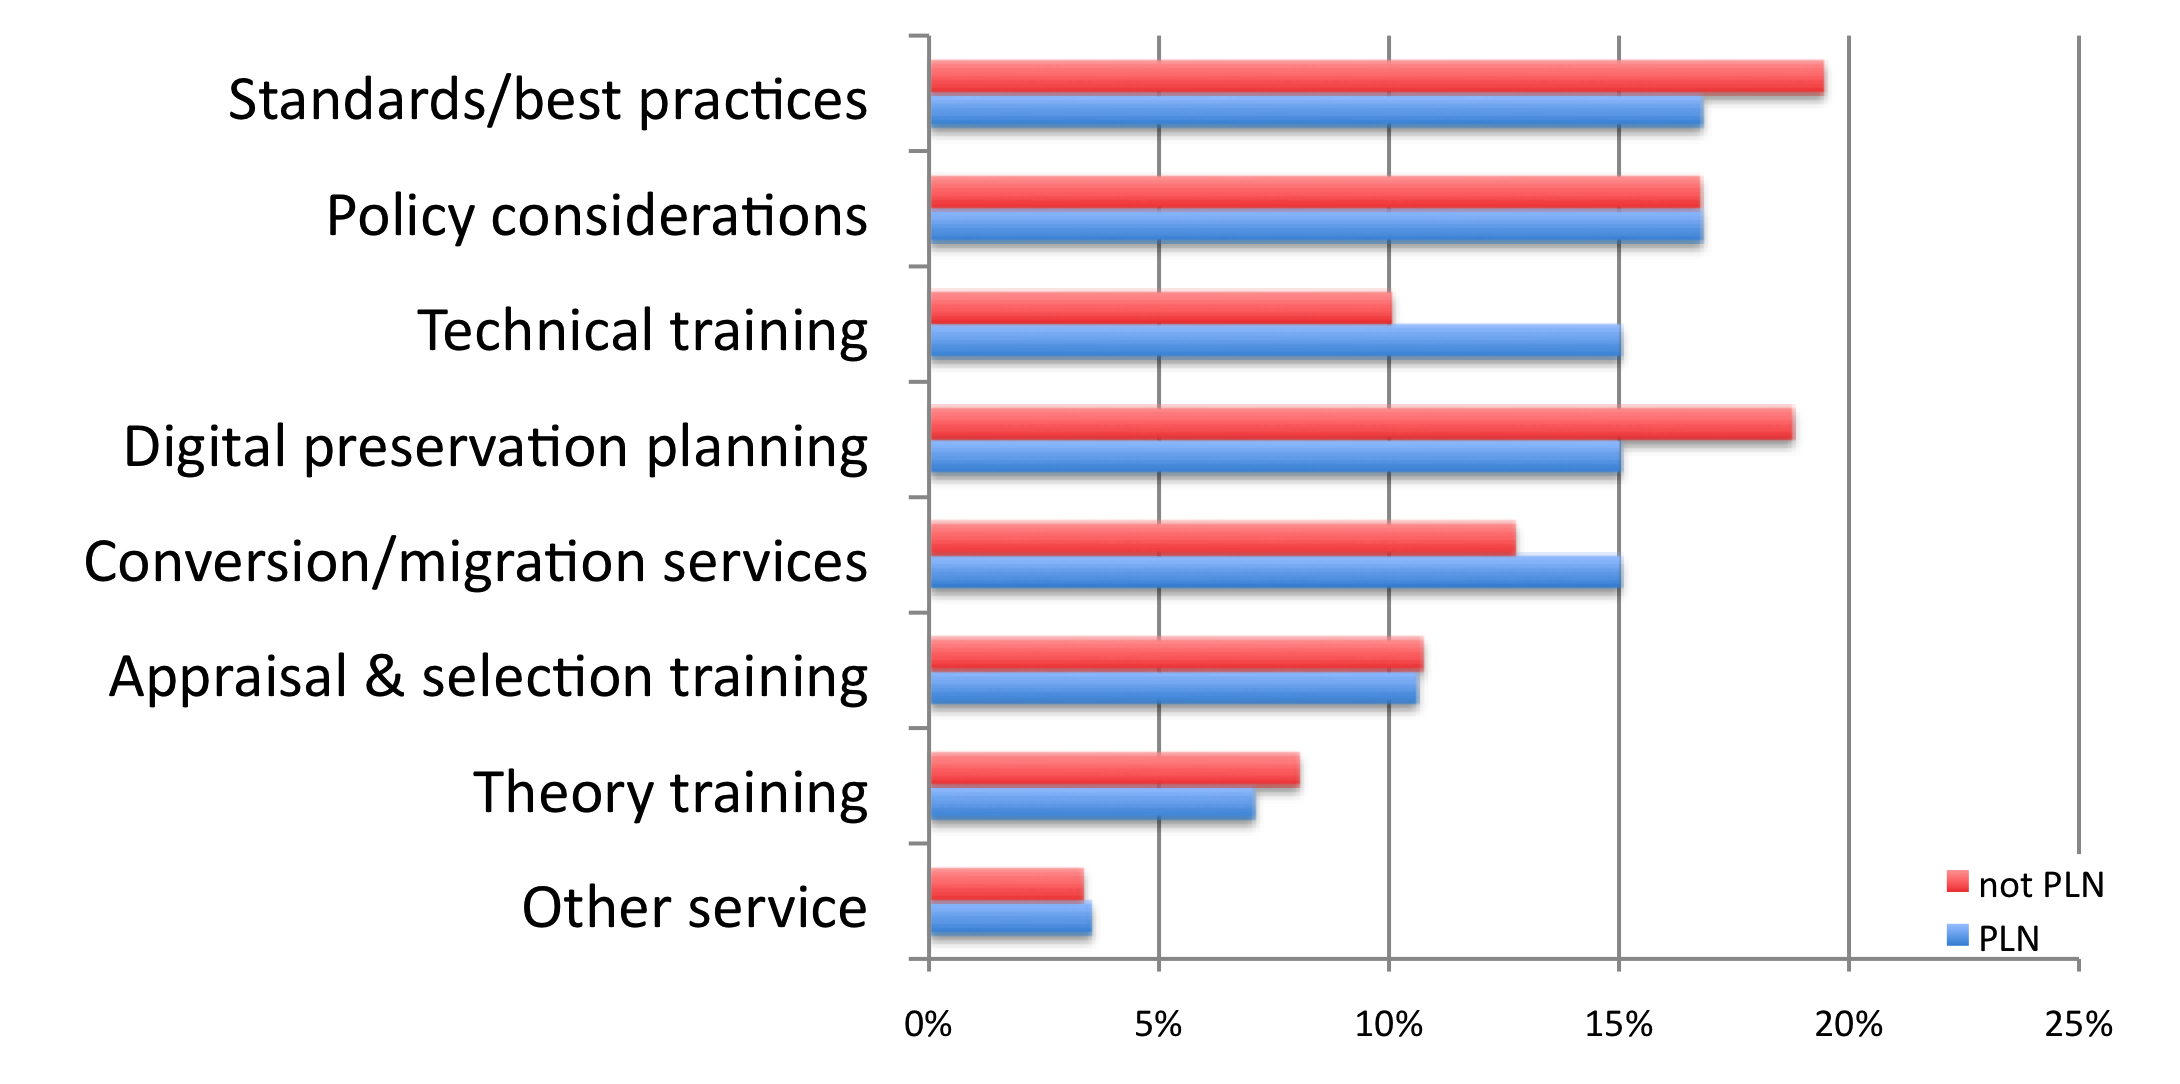 Standards/best practices
Policy considerations
Technical training
Digital preservation planning
Conversion/migration services
Appraisal & selection training
Theory training
Other service
not PLN
PLN
0% 5% 10% 15% 20% 25%